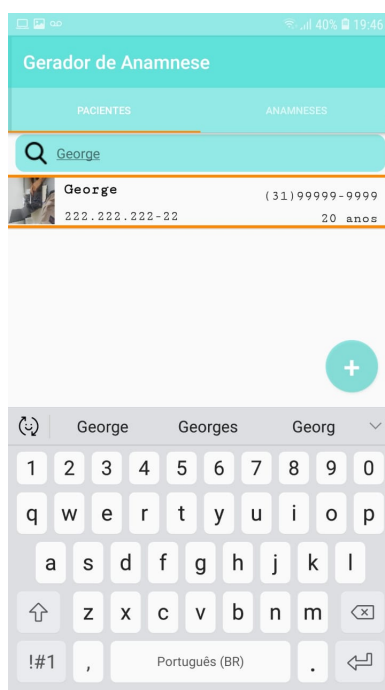 40% 19:46
Gerador de Anamnese
PACIENTES ANAMNESES
George
George (31)99999-9999
222.222.222-22 20 anos
+
George Georges Georg
1 2 3 4 5 6 7 8 9 0
q w e r t y u i o p
a s d f g h j k l
z x c v b n m
!#1 , Português (BR) .